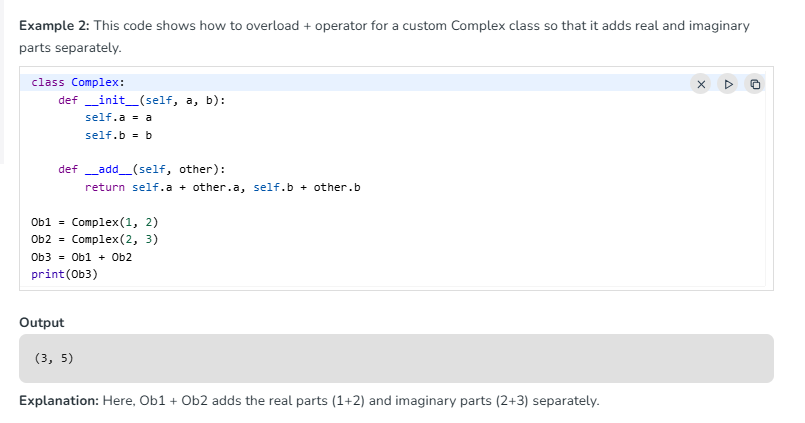 Example 2: This code shows how to overload + operator for a custom Complex class so that it adds real and imaginary
parts separately.
class Complex:
    def __init__(self, a, b):
        self.a = a
        self.b = b

    def __add__(self, other):
        return self.a + other.a, self.b + other.b

Ob1 = Complex(1, 2)
Ob2 = Complex(2, 3)
Ob3 = Ob1 + Ob2
print(Ob3)
Output
(3, 5)
Explanation: Here, Ob1 + Ob2 adds the real parts (1+2) and imaginary parts (2+3) separately.